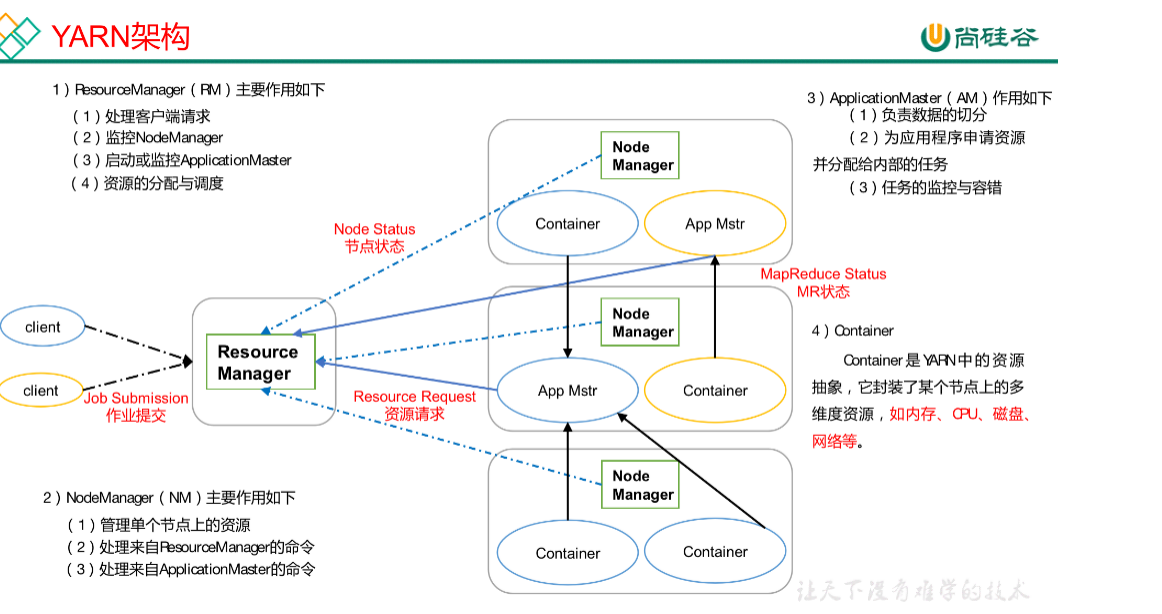 YARN架构
尚硅谷
1）ResourceManager（RM）主要作用如下
（1）处理客户端请求
（2）监控NodeManager
（3）启动或监控ApplicationMaster
（4）资源的分配与调度
3）ApplicationMaster（AM）作用如下
（1）负责数据的切分
（2）为应用程序申请资源
并分配给内部的任务
（3）任务的监控与容错
Node
Manager
Container
App Mstr
Node Status
节点状态
MapReduce Status
MR状态
client
client
Job Submission
作业提交
Resource
Manager
Node
Manager
App Mstr
Container
Resource Request
资源请求
4）Container
Container是YARN中的资源
抽象，它封装了某个节点上的多
维度资源，如内存、CPU、磁盘、
网络等。
Node
Manager
Container
Container
2）NodeManager（NM）主要作用如下
（1）管理单个节点上的资源
（2）处理来自ResourceManager的命令
（3）处理来自ApplicationMaster的命令
让天下没有难学的技术